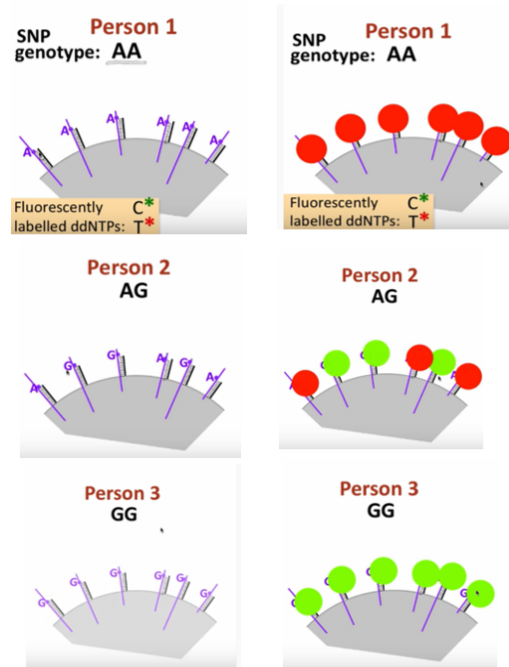 Person 1
SNP
genotype: AA
A A A A A A
Fluorescently C*
labelled ddNTPs: T*
Person 1
SNP
genotype: AA
Fluorescently C*
labelled ddNTPs: T*
Person 2
AG
A G G A G A
Person 2
AG
Person 3
GG
G G G G G G
Person 3
GG
G